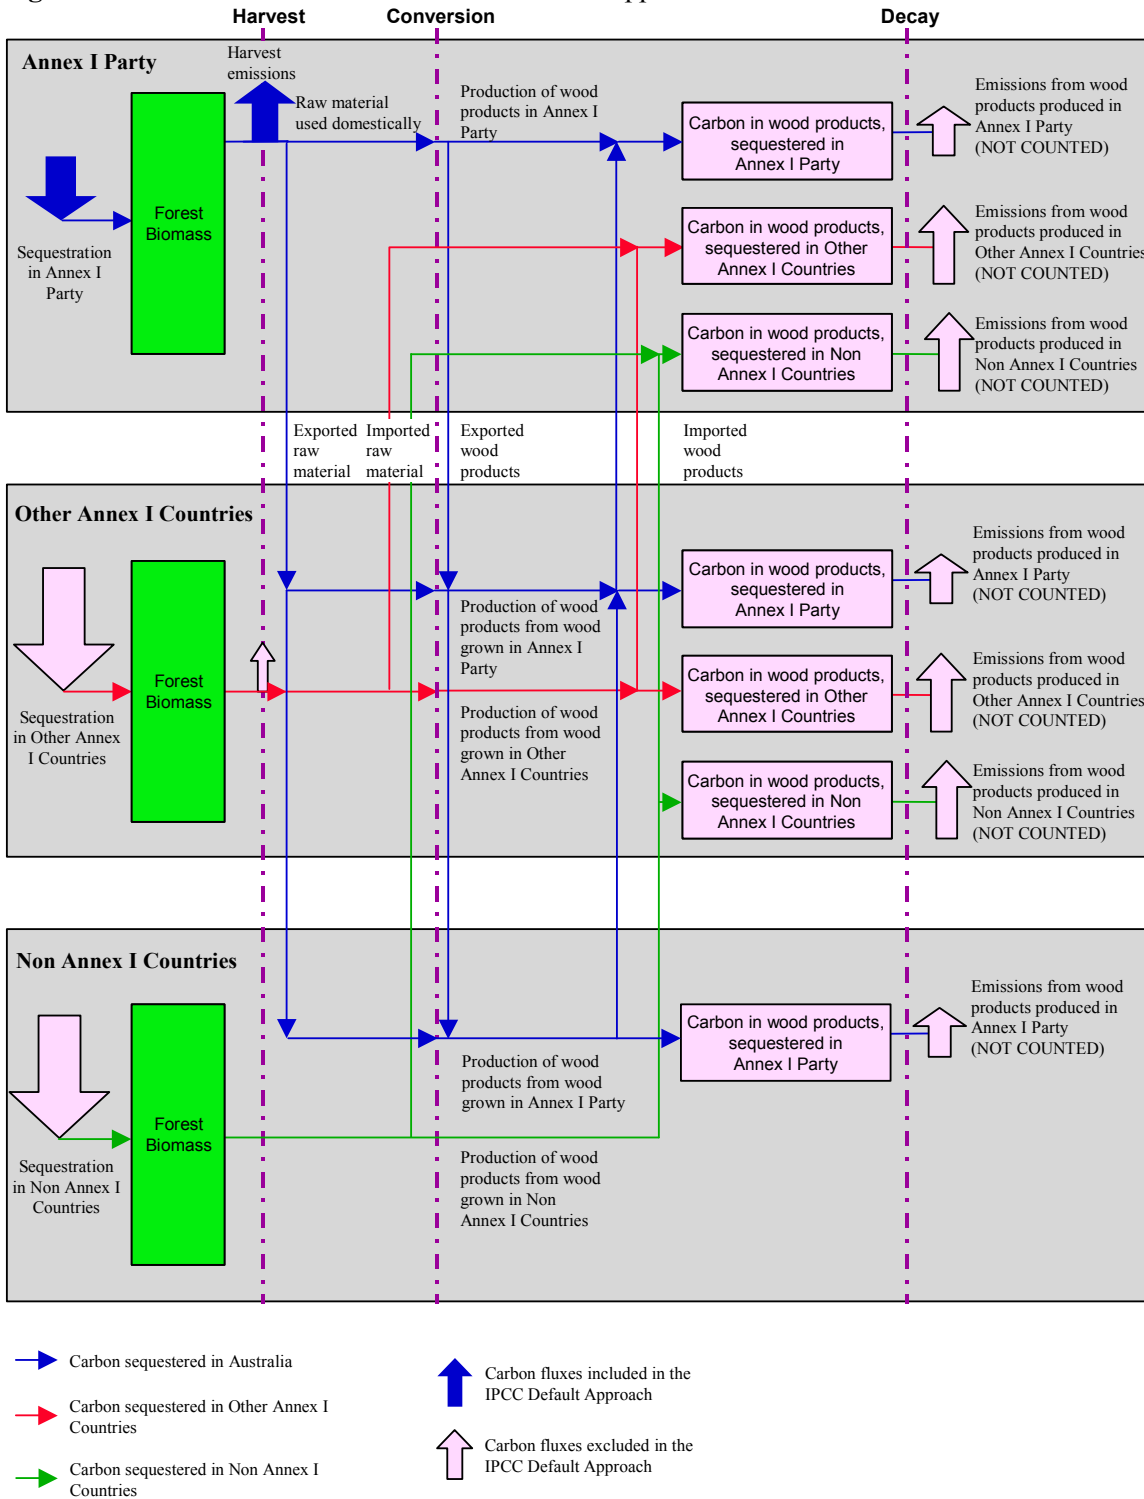 Harvest
Conversion
Decay
Annex I Party
Harvest
emissions
Raw material
used domestically
Production of wood
products in Annex I
Party
Carbon in wood products,
sequestered in
Annex I Party
Emissions from wood
products produced in
Annex I Party
(NOT COUNTED)
Forest
Biomass
Sequestration
in Annex I
Party
Carbon in wood products,
sequestered in Other
Annex I Countries
Emissions from wood
products produced in
Other Annex I Countries
(NOT COUNTED)
Carbon in wood products,
sequestered in Non
Annex I Countries
Emissions from wood
products produced in
Non Annex I Countries
(NOT COUNTED)
Exported
raw
material
Imported
raw
material
Exported
wood
products
Imported
wood
products
Other Annex I Countries
Carbon in wood products,
sequestered in
Annex I Party
Emissions from wood
products produced in
Annex I Party
(NOT COUNTED)
Production of wood
products from wood
grown in Annex I
Party
Forest
Biomass
Sequestration
in Other Annex
I Countries
Carbon in wood products,
sequestered in Other
Annex I Countries
Emissions from wood
products produced in
Other Annex I Countries
(NOT COUNTED)
Production of wood
products from wood
grown in Other
Annex I Countries
Carbon in wood products,
sequestered in Non
Annex I Countries
Emissions from wood
products produced in
Non Annex I Countries
(NOT COUNTED)
Non Annex I Countries
Carbon in wood products,
sequestered in
Annex I Party
Emissions from wood
products produced in
Annex I Party
(NOT COUNTED)
Production of wood
products from wood
grown in Annex I Party
Forest
Biomass
Sequestration
in Non Annex I
Countries
Production of wood
products from wood
grown in Non
Annex I Countries
Carbon sequestered in Australia
Carbon sequestered in Other Annex I
Countries
Carbon sequestered in Non Annex I
Countries
Carbon fluxes included in the
IPCC Default Approach
Carbon fluxes excluded in the
IPCC Default Approach